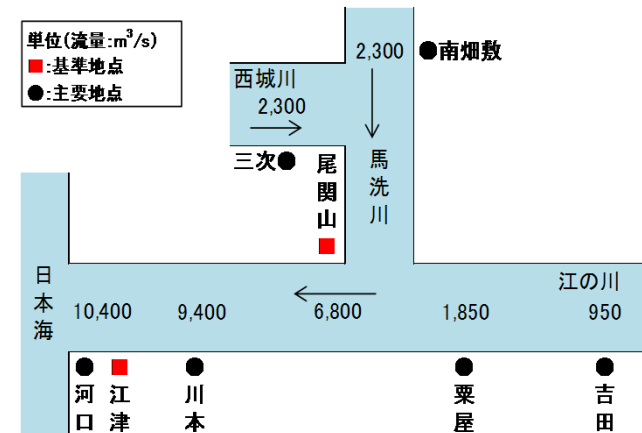 単位(流量:m³/s)
■:基準地点
●:主要地点
西城川
2,300
2,300
●南畑敷
三次●
尾関山
馬洗川
日本海
江の川
10,400
9,400
6,800
1,850
950
河口
江津
川本
粟屋
吉田